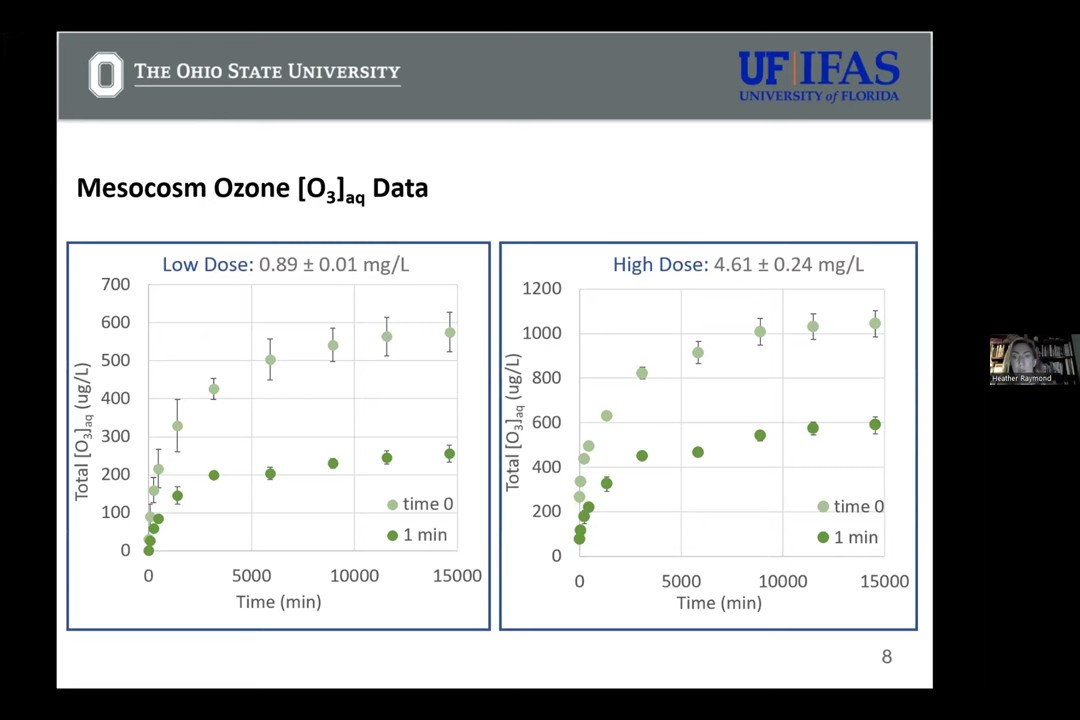 THE OHIO STATE UNIVERSITY
UF|IFAS
UNIVERSITY of FLORIDA
Mesocosm Ozone [O3]aq Data
Low Dose: 0.89 ± 0.01 mg/L
700
600
500
400
300
200
100
0
Total [O3]aq (ug/L)
time 0
1 min
0 5000 10000 15000
Time (min)
High Dose: 4.61 ± 0.24 mg/L
1200
1000
800
600
400
200
0
Total [O3]aq (ug/L)
time 0
1 min
0 5000 10000 15000
Time (min)
8
Heather Raymond